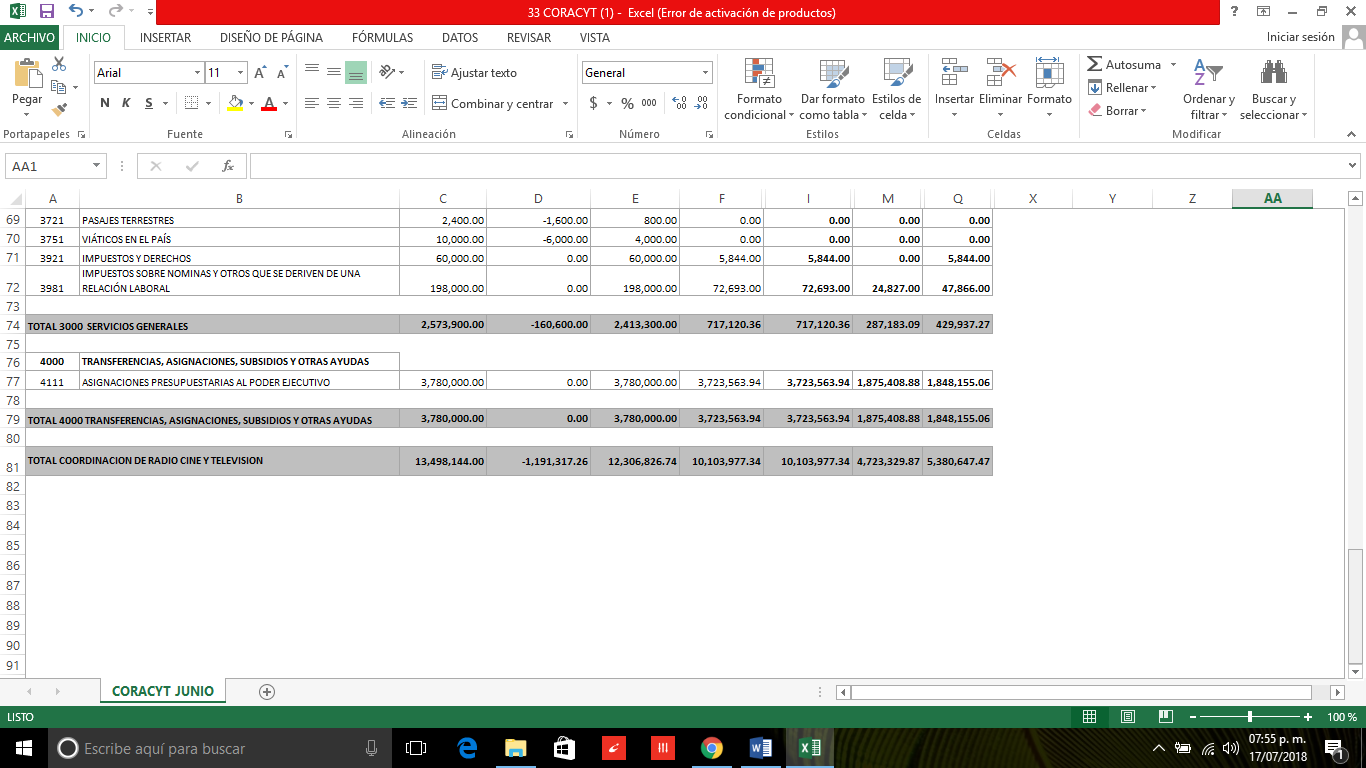 33 CORACYT (1) - Excel (Error de activación de productos)
ARCHIVO INICIO INSERTAR DISEÑO DE PÁGINA FÓRMULAS DATOS REVISAR VISTA Iniciar sesión
Pegar Arial 11 Ajustar texto General Formato condicional Dar formato como tabla Estilos de celda Insertar Eliminar Formato Autosuma Rellenar Borrar Ordenar y filtrar Buscar y seleccionar
N K S Combinar y centrar $ % 000
Portapapeles Fuente Alineación Número Estilos Celdas Modificar
AA1 fx
A B C D E F I M Q X Y Z AA
69 3721 PASAJES TERRESTRES 2,400.00 -1,600.00 800.00 0.00 0.00 0.00 0.00
70 3751 VIÁTICOS EN EL PAÍS 10,000.00 -6,000.00 4,000.00 0.00 0.00 0.00 0.00
71 3921 IMPUESTOS Y DERECHOS 60,000.00 0.00 60,000.00 5,844.00 5,844.00 0.00 5,844.00
IMPUESTOS SOBRE NOMINAS Y OTROS QUE SE DERIVEN DE UNA
72 3981 RELACIÓN LABORAL 198,000.00 0.00 198,000.00 72,693.00 72,693.00 24,827.00 47,866.00
73
74 TOTAL 3000 SERVICIOS GENERALES 2,573,900.00 -160,600.00 2,413,300.00 717,120.36 717,120.36 287,183.09 429,937.27
75
76 4000 TRANSFERENCIAS, ASIGNACIONES, SUBSIDIOS Y OTRAS AYUDAS
77 4111 ASIGNACIONES PRESUPUESTARIAS AL PODER EJECUTIVO 3,780,000.00 0.00 3,780,000.00 3,723,563.94 3,723,563.94 1,875,408.88 1,848,155.06
78
79 TOTAL 4000 TRANSFERENCIAS, ASIGNACIONES, SUBSIDIOS Y OTRAS AYUDAS 3,780,000.00 0.00 3,780,000.00 3,723,563.94 3,723,563.94 1,875,408.88 1,848,155.06
80
81 TOTAL COORDINACION DE RADIO CINE Y TELEVISION 13,498,144.00 -1,191,317.26 12,306,826.74 10,103,977.34 10,103,977.34 4,723,329.87 5,380,647.47
82
83
84
85
86
87
88
89
90
91
CORACYT JUNIO
LISTO 100 %
Escribe aquí para buscar 07:55 p. m.
17/07/2018 1